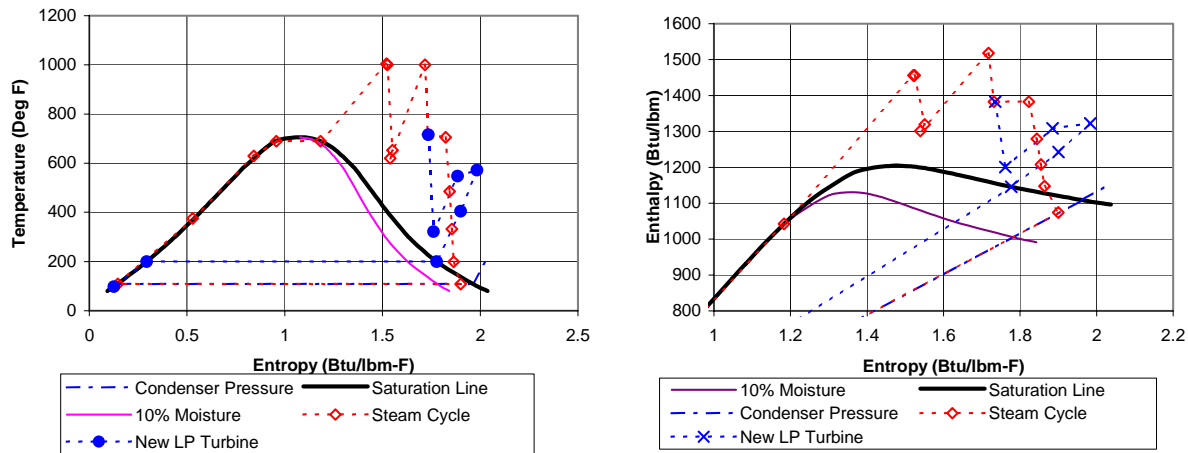 1200
1000
800
600
400
200
0
Temperature (Deg F)
0 0.5 1 1.5 2 2.5
Entropy (Btu/lbm-F)
Condenser Pressure Saturation Line
10% Moisture Steam Cycle
New LP Turbine
1600
1500
1400
1300
1200
1100
1000
900
800
Enthalpy (Btu/lbm)
1 1.2 1.4 1.6 1.8 2 2.2
Entropy (Btu/lbm-F)
10% Moisture Saturation Line
Condenser Pressure Steam Cycle
New LP Turbine